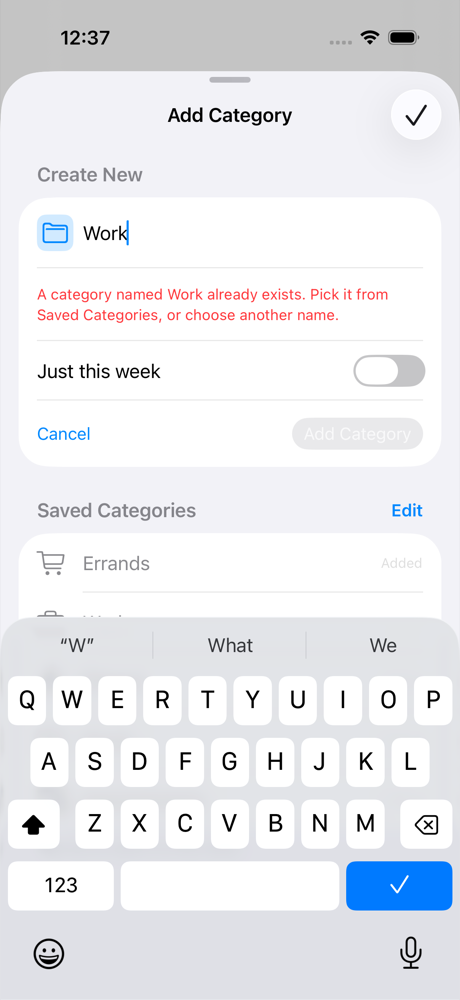 12:37
Add Category
Create New
Work
A category named Work already exists. Pick it from
Saved Categories, or choose another name.
Just this week
Cancel
Add Category
Saved Categories
Edit
Errands
Added
“W”
What
We
Q W E R T Y U I O P
A S D F G H J K L
Z X C V B N M
123